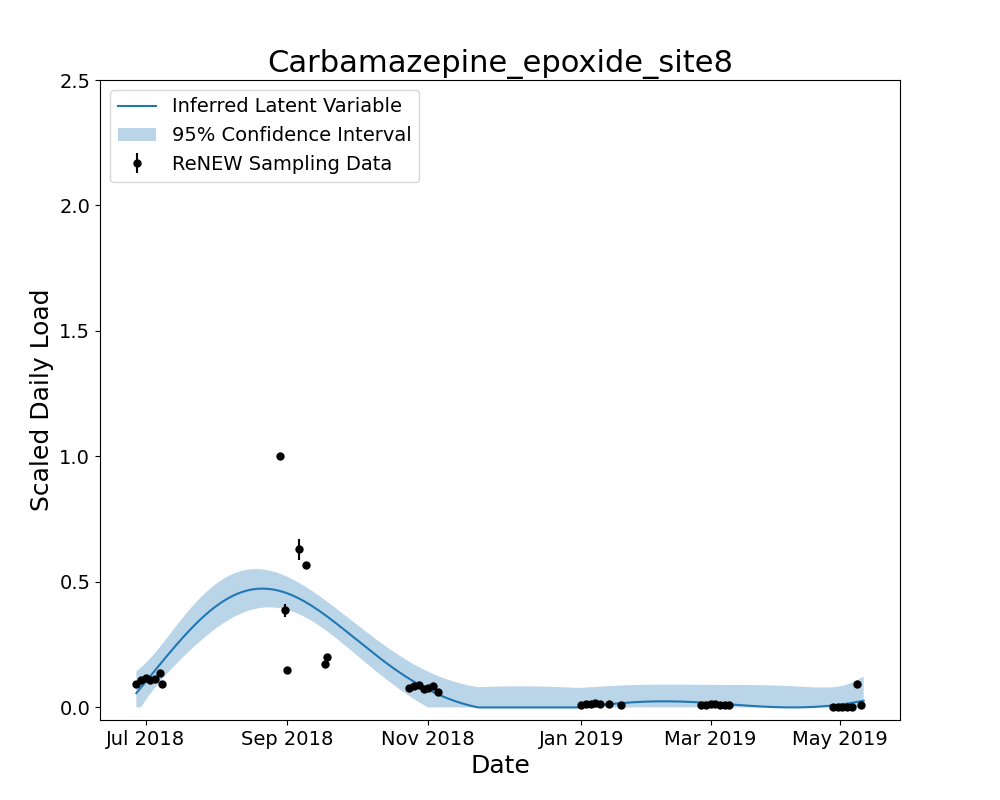 Carbamazepine_epoxide_site8
Inferred Latent Variable
95% Confidence Interval
ReNEW Sampling Data
Scaled Daily Load
2.5
2.0
1.5
1.0
0.5
0.0
Jul 2018
Sep 2018
Nov 2018
Jan 2019
Mar 2019
May 2019
Date